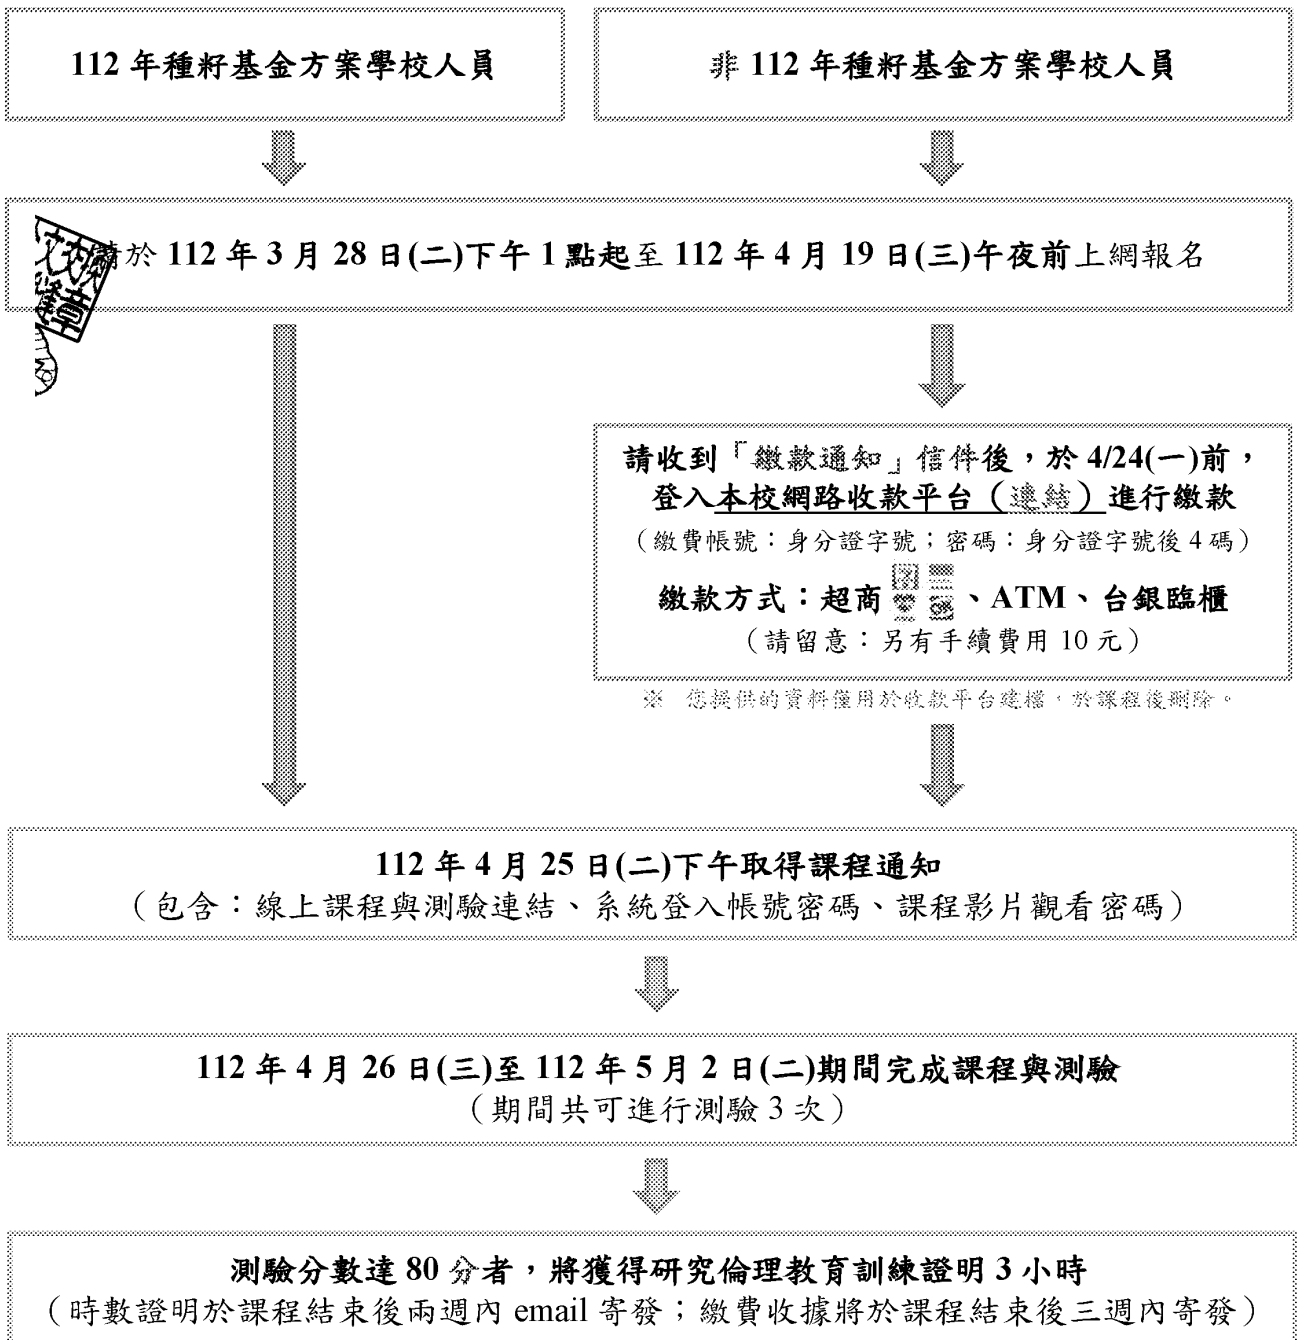 112 年種籽基金方案學校人員
非 112 年種籽基金方案學校人員
請於 112 年 3 月 28 日(二)下午 1 點起至 112 年 4 月 19 日(三)午夜前上網報名
請收到「繳款通知」信件後，於 4/24(一)前，
登入本校網路收款平台（連結）進行繳款
（繳費帳號：身分證字號；密碼：身分證字號後 4 碼）
繳款方式：超商、ATM、台銀臨櫃
（請留意：另有手續費用 10 元）
※ 您提供的資料僅用於收款平台建檔，於課程後刪除。
112 年 4 月 25 日(二)下午取得課程通知
（包含：線上課程與測驗連結、系統登入帳號密碼、課程影片觀看密碼）
112 年 4 月 26 日(三)至 112 年 5 月 2 日(二)期間完成課程與測驗
（期間共可進行測驗 3 次）
測驗分數達 80 分者，將獲得研究倫理教育訓練證明 3 小時
（時數證明於課程結束後兩週內 email 寄發；繳費收據將於課程結束後三週內寄發）